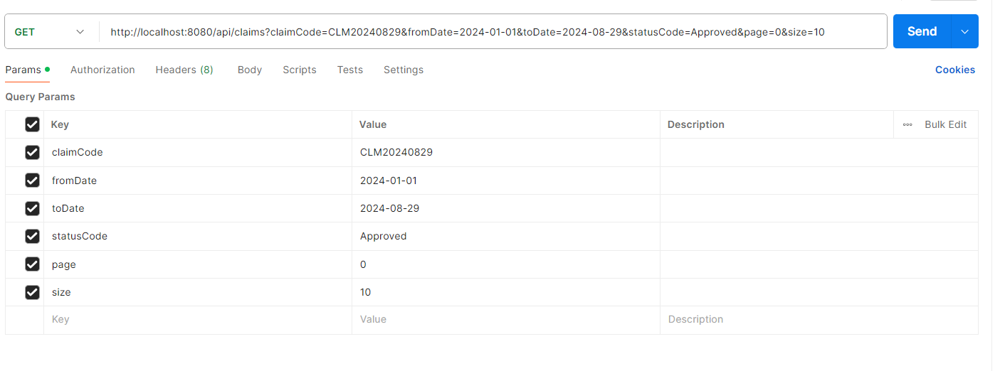 GET http://localhost:8080/api/claims?claimCode=CLM20240829&fromDate=2024-01-01&toDate=2024-08-29&statusCode=Approved&page=0&size=10 Send
Params Authorization Headers (8) Body Scripts Tests Settings Cookies
Query Params
Key Value Description Bulk Edit
claimCode CLM20240829
fromDate 2024-01-01
toDate 2024-08-29
statusCode Approved
page 0
size 10
Key Value Description